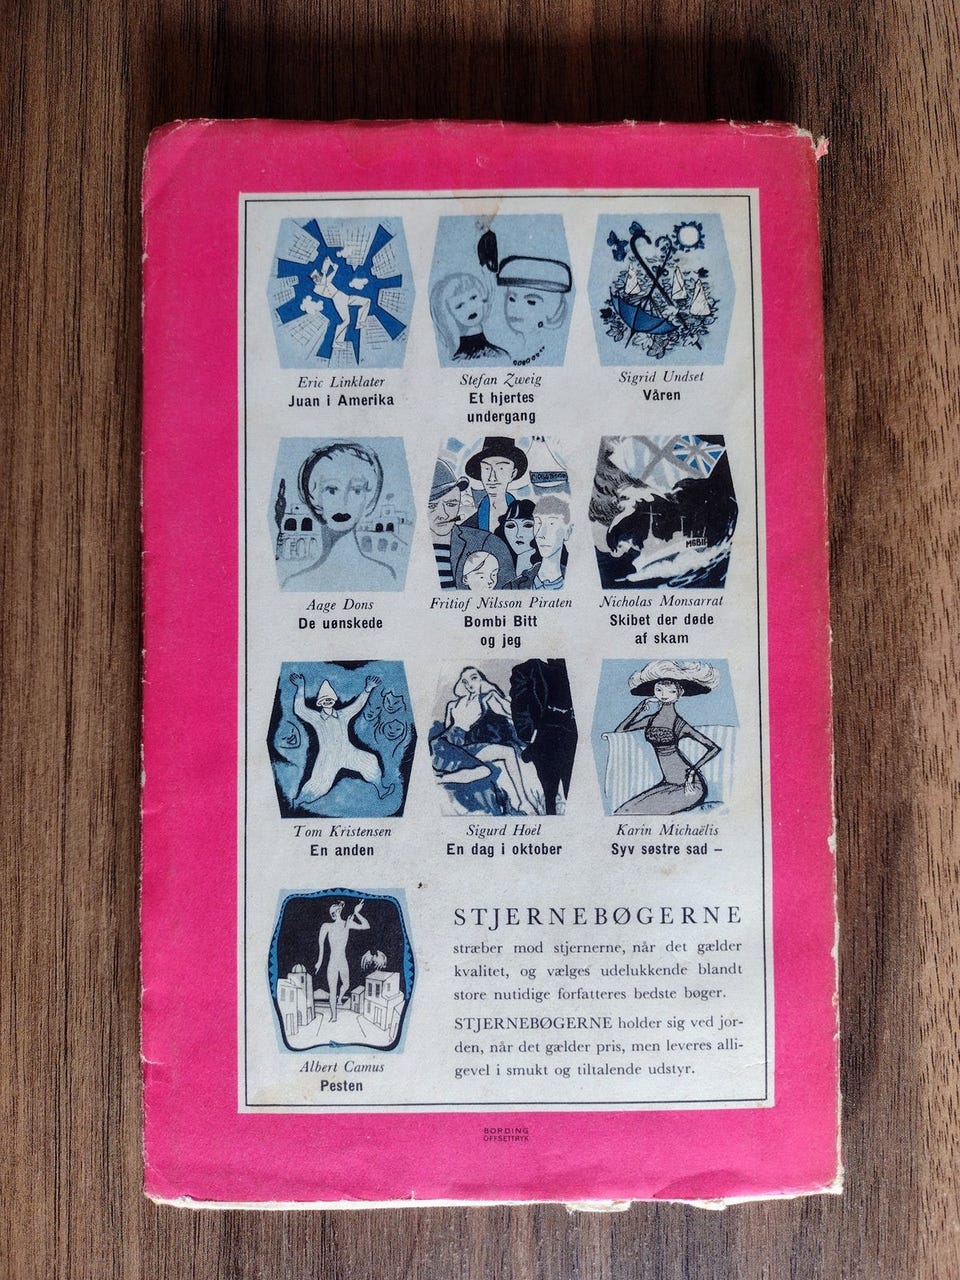 Eric Linklater
Juan i Amerika
Stefan Zweig
Et hjertes
undergang
Sigrid Undset
Våren
Aage Dons
De uønskede
Fritiof Nilsson Piraten
Bombi Bitt
og jeg
MGB1087
Nicholas Monsarrat
Skibet der døde
af skam
Tom Kristensen
En anden
Sigurd Hoel
En dag i oktober
Karin Michaëlis
Syv søstre sad –
Albert Camus
Pesten
STJERNEBØGERNE
stræber mod stjernerne, når det gælder
kvalitet, og vælges udelukkende blandt
store nutidige forfatteres bedste bøger.
STJERNEBØGERNE holder sig ved jor-
den, når det gælder pris, men leveres alli-
gevel i smukt og tiltalende udstyr.
BORDING
OFFSETTRYK